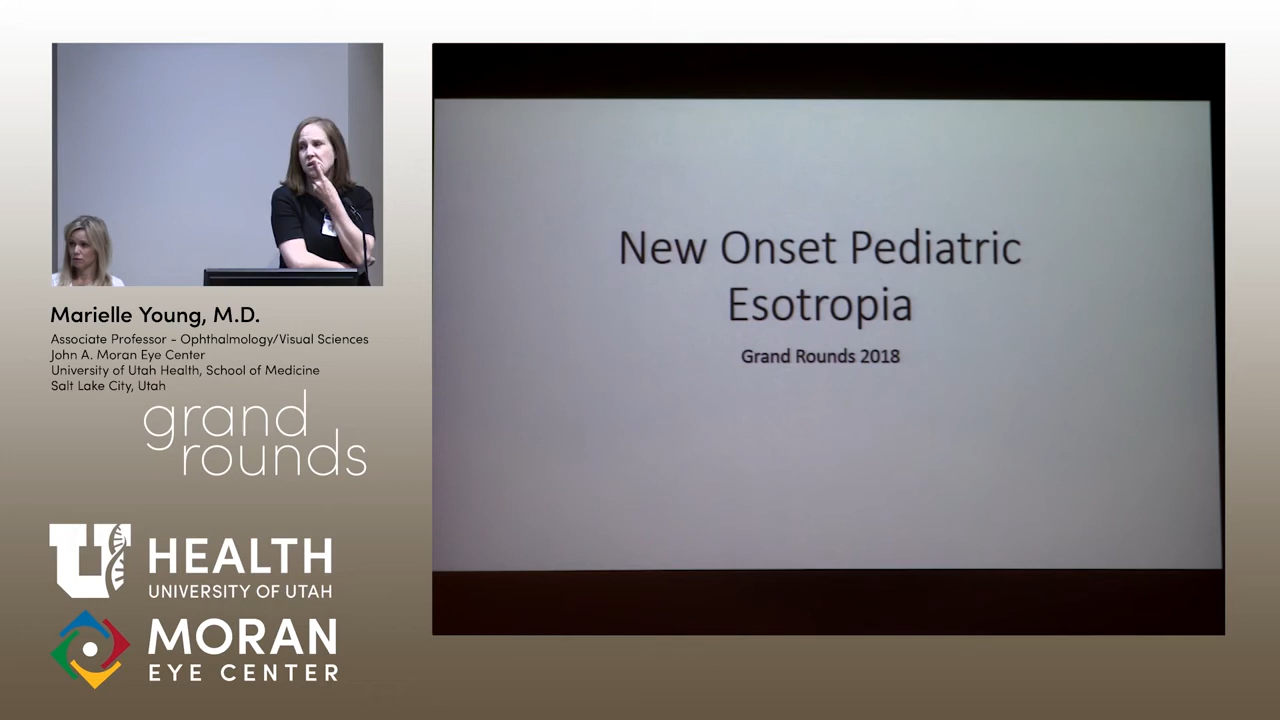 Marielle Young, M.D.
Associate Professor - Ophthalmology/Visual Sciences
John A. Moran Eye Center
University of Utah Health, School of Medicine
Salt Lake City, Utah
grand
rounds
U HEALTH
UNIVERSITY OF UTAH
MORAN
EYE CENTER
New Onset Pediatric
Esotropia
Grand Rounds 2018